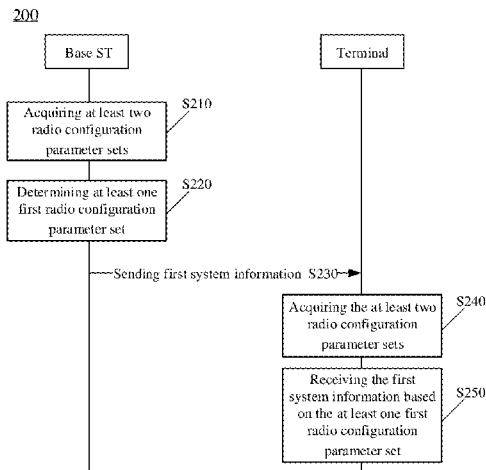 200
Base ST
Terminal
Acquiring at least two
radio configuration
parameter sets
S210
Determining at least one
first radio configuration
parameter set
S220
Sending first system information S230
Acquiring the at least two
radio configuration
parameter sets
S240
Receiving the first
system information based
on the at least one first
radio configuration
parameter set
S250